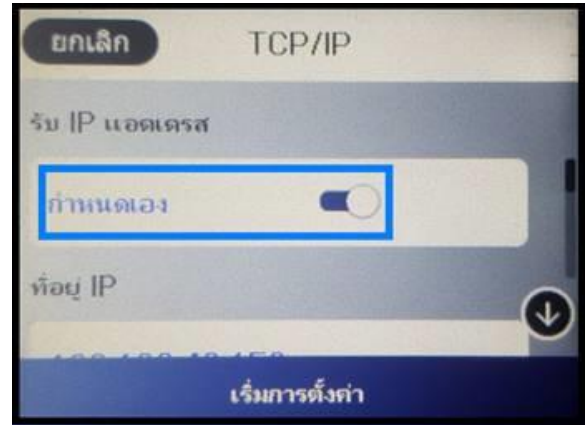 ยกเลิก TCP/IP
รับ IP แอดเดรส
กำหนดเอง
ที่อยู่ IP
เริ่มการตั้งค่า